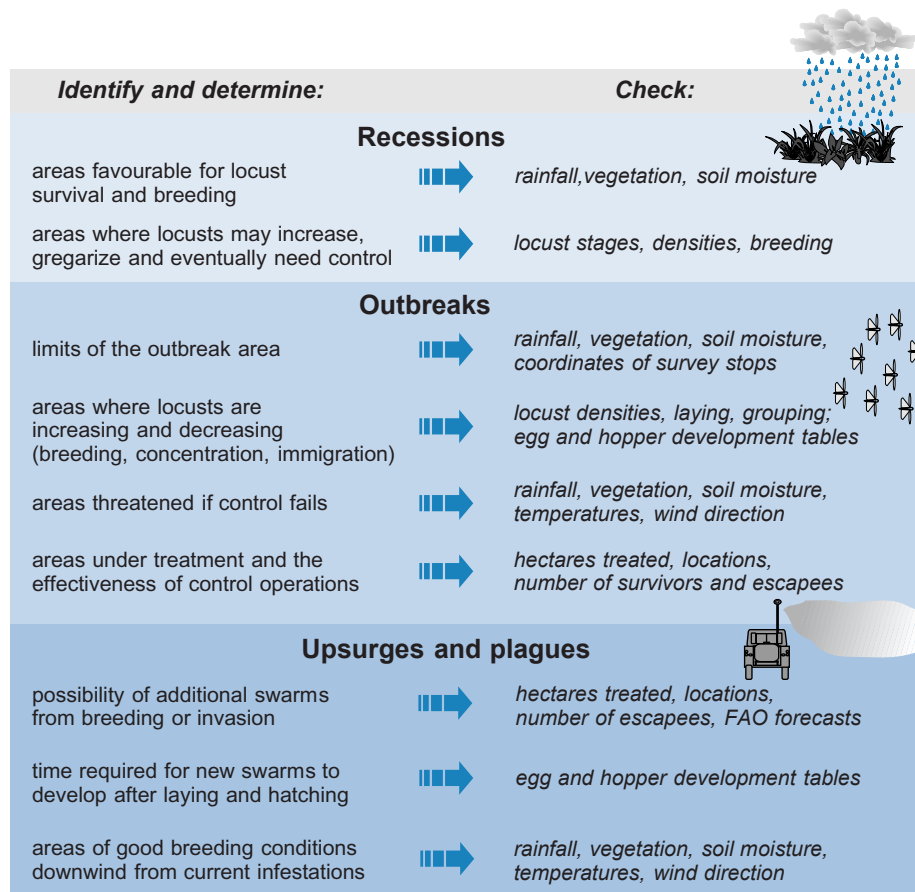 Identify and determine:
Check:
Recessions
areas favourable for locust
survival and breeding
rainfall,vegetation, soil moisture
areas where locusts may increase,
gregarize and eventually need control
locust stages, densities, breeding
Outbreaks
limits of the outbreak area
rainfall, vegetation, soil moisture,
coordinates of survey stops
areas where locusts are
increasing and decreasing
(breeding, concentration, immigration)
locust densities, laying, grouping;
egg and hopper development tables
areas threatened if control fails
rainfall, vegetation, soil moisture,
temperatures, wind direction
areas under treatment and the
effectiveness of control operations
hectares treated, locations,
number of survivors and escapees
Upsurges and plagues
possibility of additional swarms
from breeding or invasion
hectares treated, locations,
number of escapees, FAO forecasts
time required for new swarms to
develop after laying and hatching
egg and hopper development tables
areas of good breeding conditions
downwind from current infestations
rainfall, vegetation, soil moisture,
temperatures, wind direction